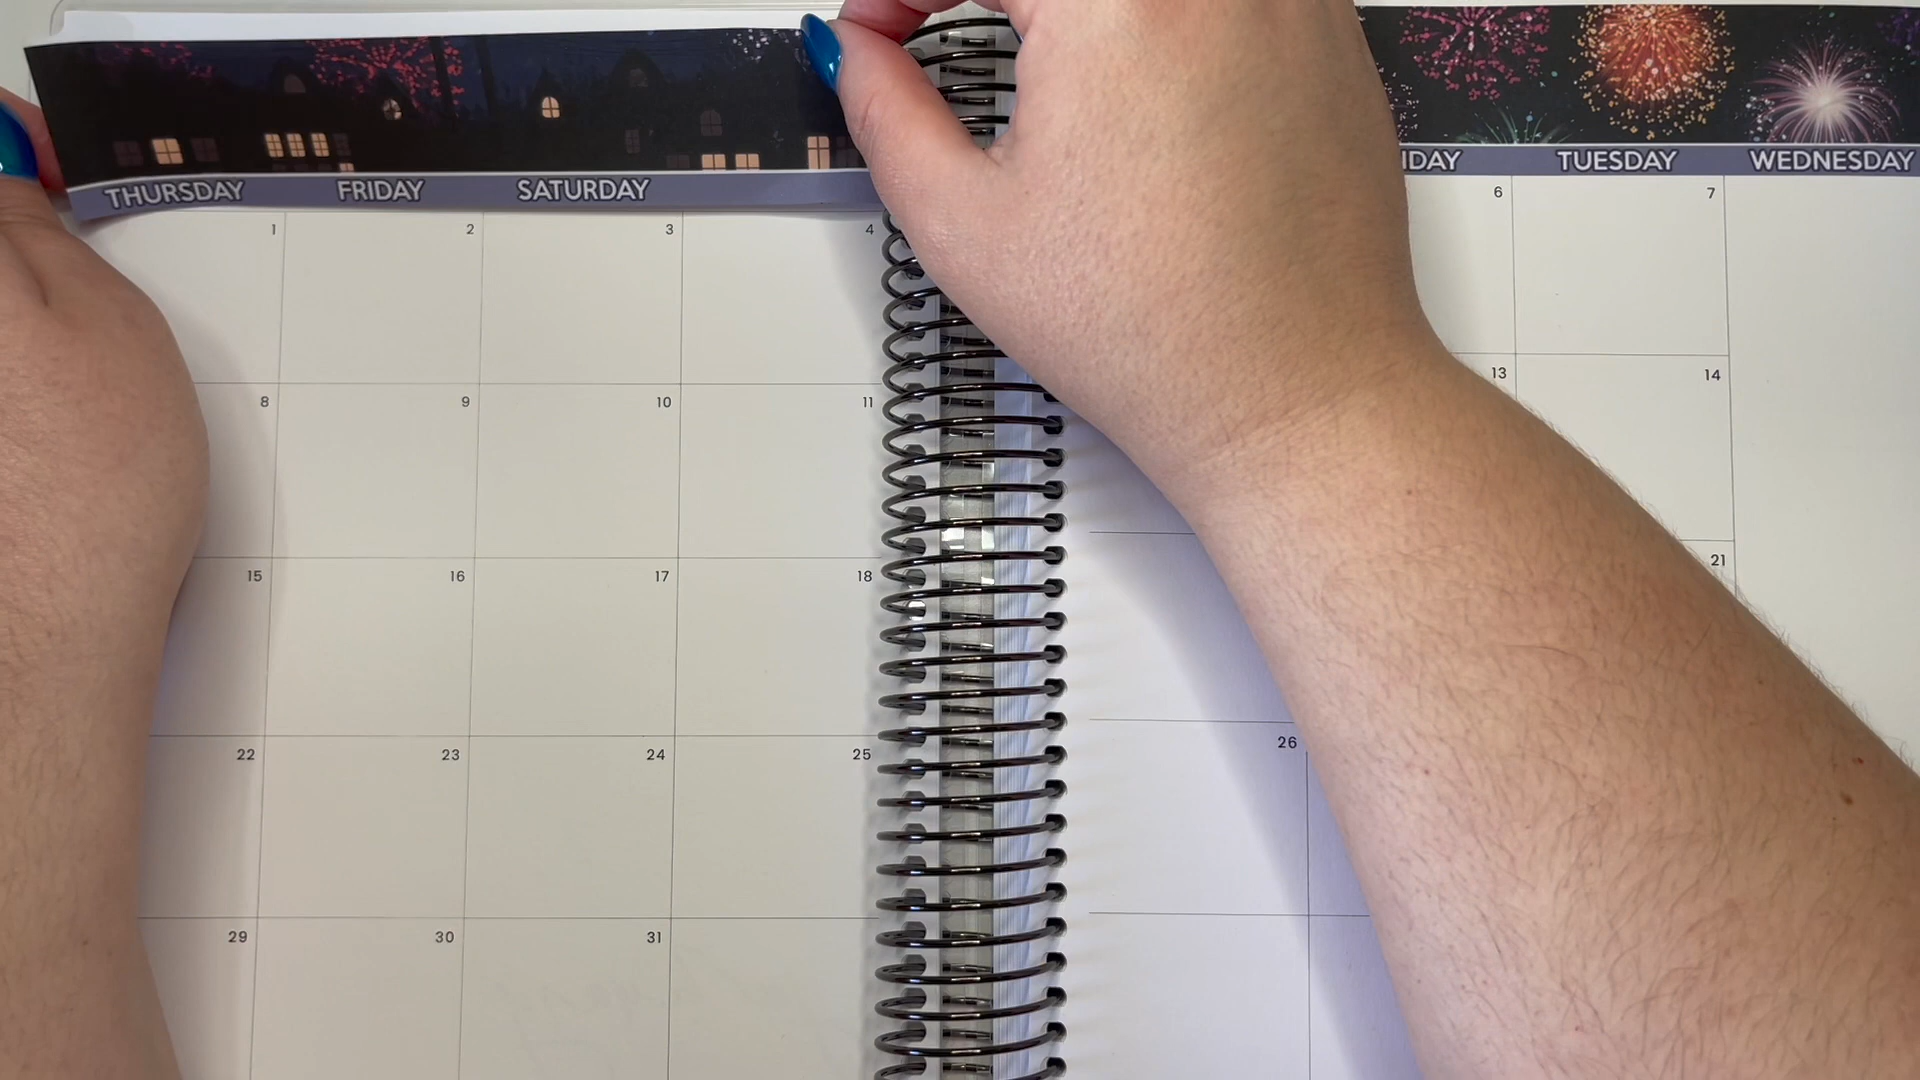 THURSDAY FRIDAY SATURDAY
1 2 3 4
8 9 10 11
15 16 17 18
22 23 24 25
29 30 31
IDAY TUESDAY WEDNESDAY
6 7
13 14
21
26